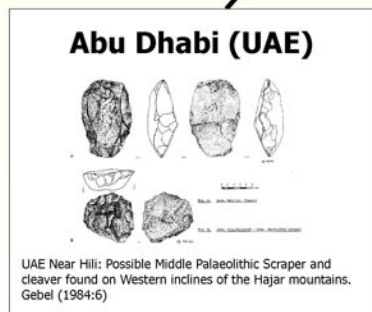 Abu Dhabi (UAE)
UAE Near Hili: Possible Middle Palaeolithic Scraper and
cleaver found on Western inclines of the Hajar mountains.
Gebel (1984:6)